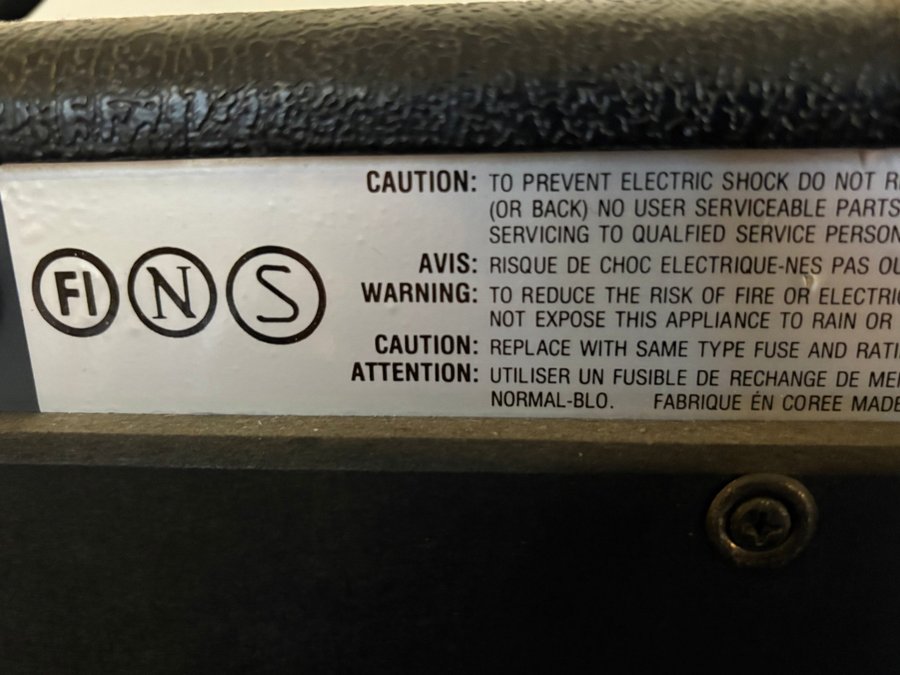 FI N S
CAUTION: TO PREVENT ELECTRIC SHOCK DO NOT
(OR BACK) NO USER SERVICEABLE PARTS
SERVICING TO QUALFIED SERVICE
AVIS: RISQUE DE CHOC ELECTRIQUE-NES PAS
WARNING: TO REDUCE THE RISK OF FIRE OR
NOT EXPOSE THIS APPLIANCE TO RAIN OR
CAUTION: REPLACE WITH SAME TYPE FUSE AND
ATTENTION: UTILISER UN FUSIBLE DE RECHANGE DE
NORMAL-BLO. FABRIQUE ÉN COREE MADE